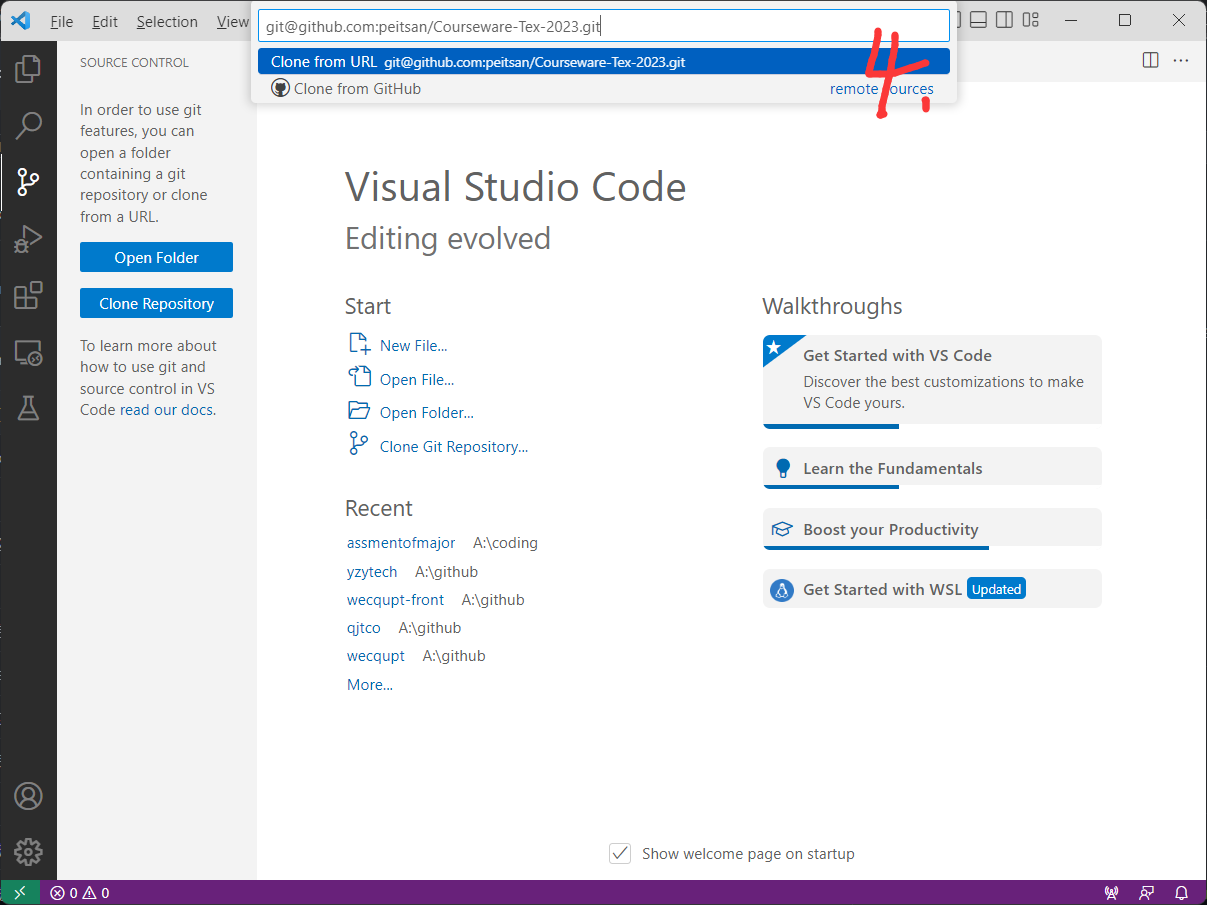 File Edit Selection View
git@github.com:peitsan/Courseware-Tex-2023.git
Clone from URL git@github.com:peitsan/Courseware-Tex-2023.git
Clone from GitHub remote sources
4.
SOURCE CONTROL
In order to use git
features, you can
open a folder
containing a git
repository or clone
from a URL.
Open Folder
Clone Repository
To learn more about
how to use git and
source control in VS
Code read our docs.
Visual Studio Code
Editing evolved
Start
New File...
Open File...
Open Folder...
Clone Git Repository...
Recent
assmentofmajor A:\coding
yzytech A:\github
wecqupt-front A:\github
qjtco A:\github
wecqupt A:\github
More...
Walkthroughs
Get Started with VS Code
Discover the best customizations to make
VS Code yours.
Learn the Fundamentals
Boost your Productivity
Get Started with WSL Updated
Show welcome page on startup
0 0